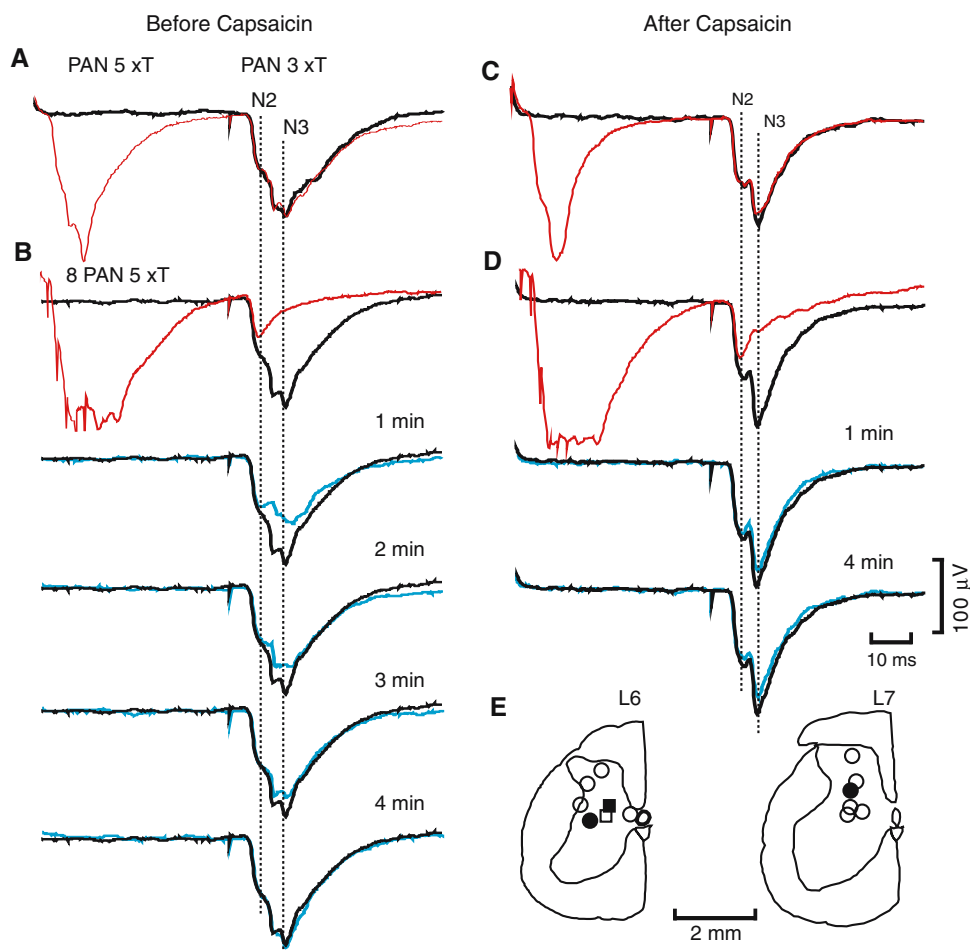 Before Capsaicin
After Capsaicin
A
PAN 5 xT
PAN 3 xT
N2
N3
C
N2
N3
B
8 PAN 5 xT
D
1 min
2 min
3 min
4 min
1 min
4 min
100 µV
10 ms
E
L6
L7
2 mm